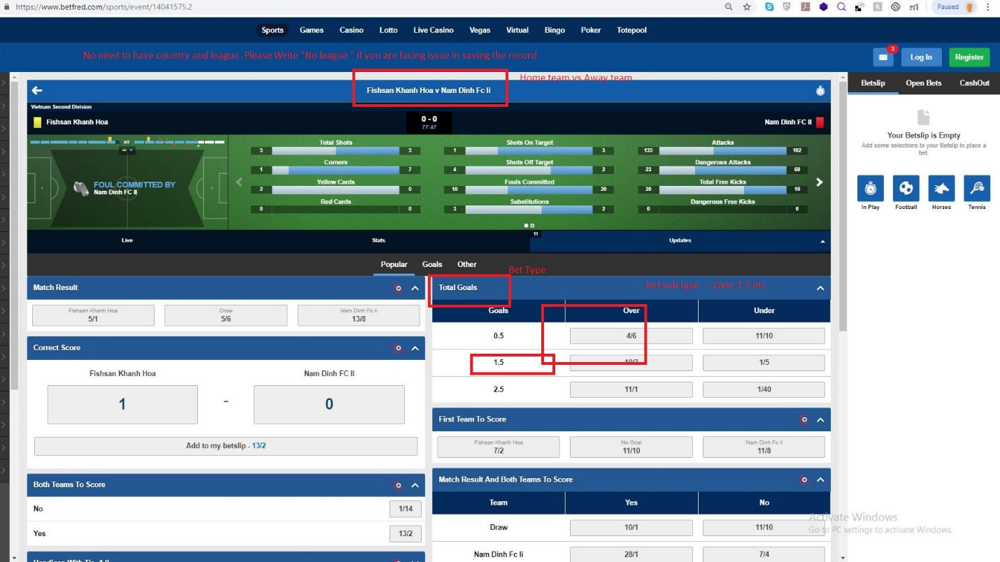 https://www.betfred.com/sports/event/14041575.2
Paused
Sports Games Casino Lotto Live Casino Vegas Virtual Bingo Poker Totepool
No need to have country and league .Please Write "No league " if you are facing issue in saving the record
3
Log In Register
Home team vs Away team
Fishsan Khanh Hoa v Nam Dinh Fc Ii
Betslip Open Bets CashOut
Vietnam Second Division
Fishsan Khanh Hoa
0 - 0
77:47
Nam Dinh FC II
Your Betslip is Empty
Add some selections to your Betslip to place a
bet.
In Play Football Horses Tennis
HT
FOUL COMMITTED BY
Nam Dinh FC II
Total Shots
5 5
Corners
1 7
Yellow Cards
2 0
Red Cards
0 0
Shots On Target
1 3
Shots Off Target
4 2
Fouls Committed
10 20
Substitutions
3 2
Attacks
135 182
Dangerous Attacks
23 60
Total Free Kicks
20 10
Dangerous Free Kicks
0 0
Live Stats 11 Updates
Popular Goals Other
Bet Type
bet sub type -- Over 1.5 etc
Match Result
Fishsan Khanh Hoa Draw Nam Dinh Fc Ii
5/1 5/6 13/8
Correct Score
Fishsan Khanh Hoa Nam Dinh FC II
1 - 0
Add to my betslip - 13/2
Both Teams To Score
No 1/14
Yes 13/2
Handicap With Tie -1.0
Total Goals
Goals Over Under
0.5 4/6 11/10
1.5 10/3 1/5
2.5 11/1 1/40
First Team To Score
Fishsan Khanh Hoa No Goal Nam Dinh Fc Ii
7/2 11/10 11/8
Match Result And Both Teams To Score
Team Yes No
Draw 10/1 11/10
Nam Dinh Fc Ii 28/1 7/4
Activate Windows
Go to PC settings to activate Windows.